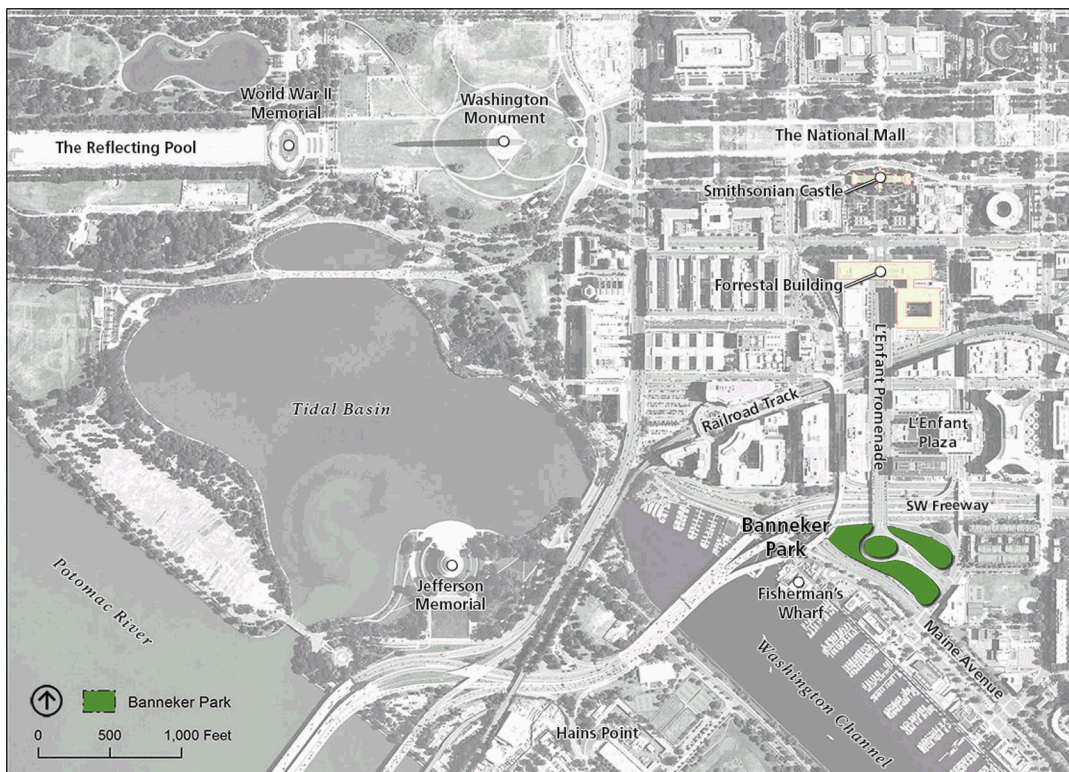 World War II
Memorial
Washington
Monument
The Reflecting Pool
The National Mall
Smithsonian Castle
Forrestal Building
L'Enfant Promenade
Tidal Basin
Railroad Track
L'Enfant
Plaza
SW Freeway
Banneker
Park
Jefferson
Memorial
Fisherman's
Wharf
Potomac River
Maine Avenue
Washington Channel
Banneker Park
0 500 1,000 Feet
Hains Point